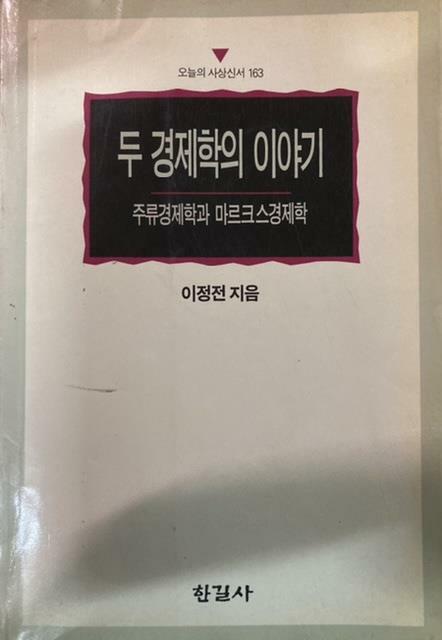 오늘의 사상신서 163
두 경제학의 이야기
주류경제학과 마르크스경제학
이정전 지음
한길사